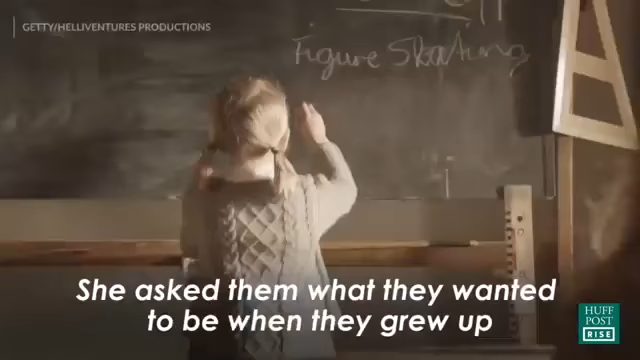 GETTY/HELLIVENTURES PRODUCTIONS
Figure Skating
She asked them what they wanted
to be when they grew up
HUFF
POST
RISE